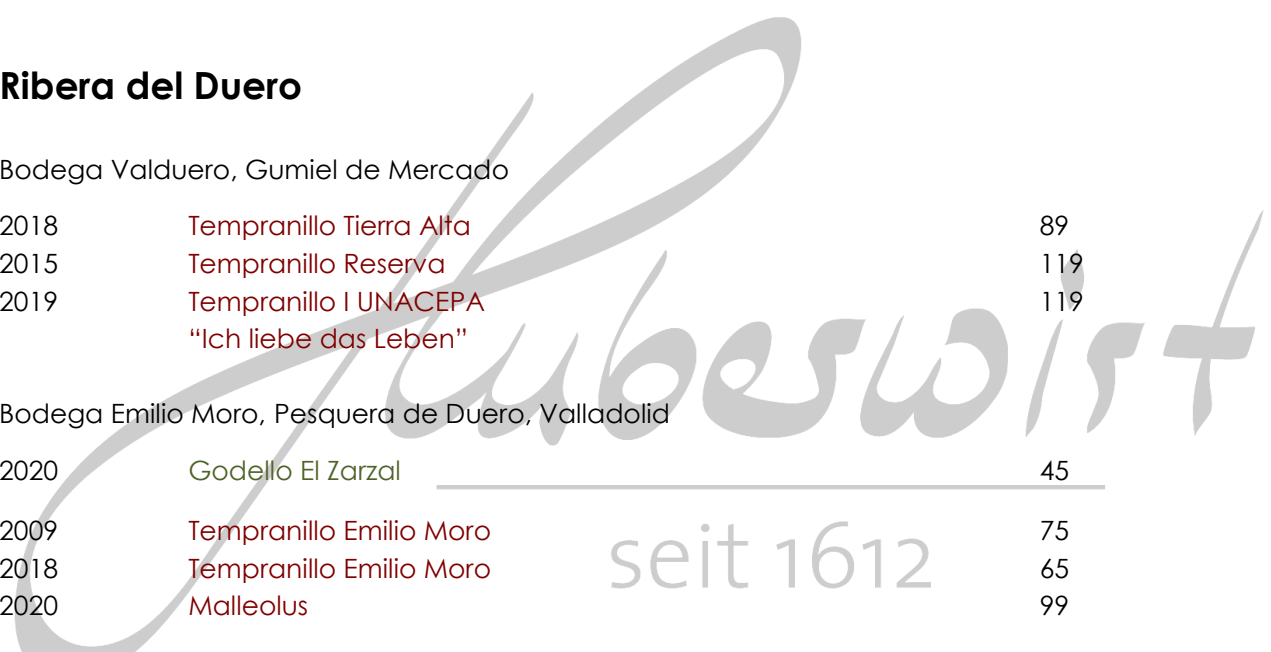 Ribera del Duero
Bodega Valduero, Gumiel de Mercado
2018 Tempranillo Tierra Alta 89
2015 Tempranillo Reserva 119
2019 Tempranillo I UNACEPA 119
“Ich liebe das Leben”
Bodega Emilio Moro, Pesquera de Duero, Valladolid
2020 Godello El Zarzal 45
2009 Tempranillo Emilio Moro 75
2018 Tempranillo Emilio Moro 65
2020 Malleolus 99
Hubeswirt
seit 1612